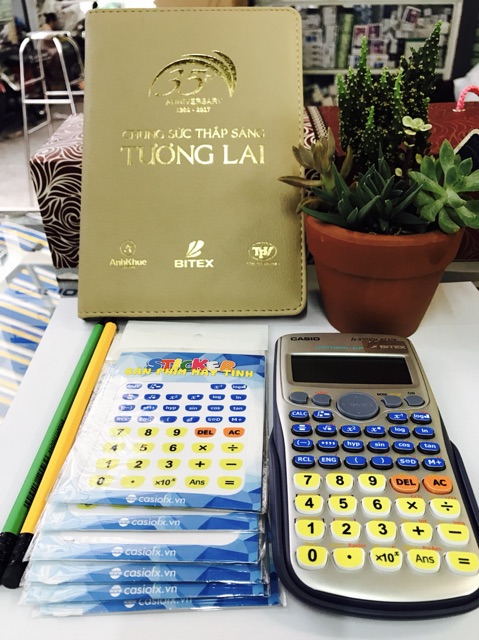 35
ANNIVERSARY
1982 - 2017
CHUNG SỨC THẮP SÁNG
TƯƠNG LAI
AnhKhue
BITEX
THV
STICKER
BÀN PHÍM MÁY TÍNH
hyp sin cos tan
7 8 9 DEL AC
4 5 6 × ÷
1 2 3 + −
0 • ×10ˣ Ans =
casiofx.vn
casiofx.vn
casiofx.vn
casiofx.vn
casiofx.vn
CASIO
BITEX
CALC
hyp sin cos tan
RCL ENG ( ) S⇔D M+
7 8 9 DEL AC
4 5 6 × ÷
1 2 3 + −
0 • ×10ˣ Ans =